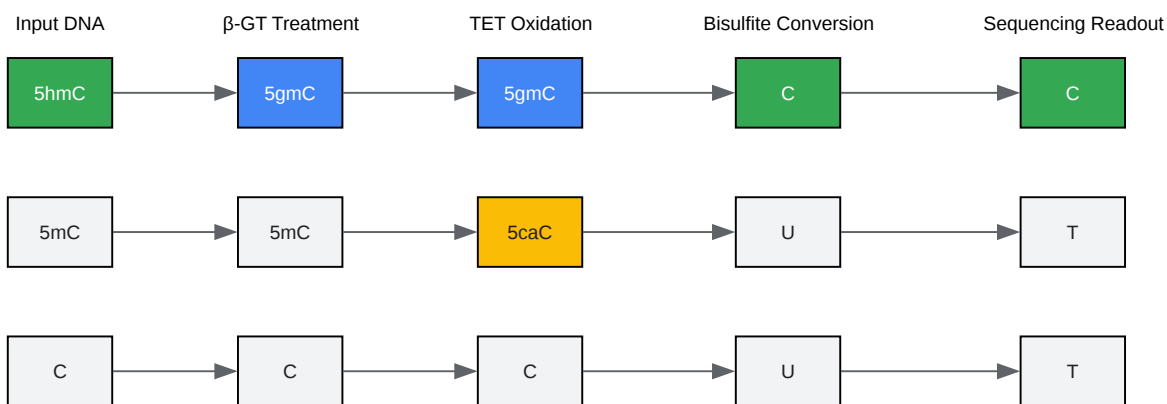 Input DNA β-GT Treatment TET Oxidation Bisulfite Conversion Sequencing Readout
5hmC 5gmC 5gmC C C
5mC 5mC 5caC U T
C C C U T